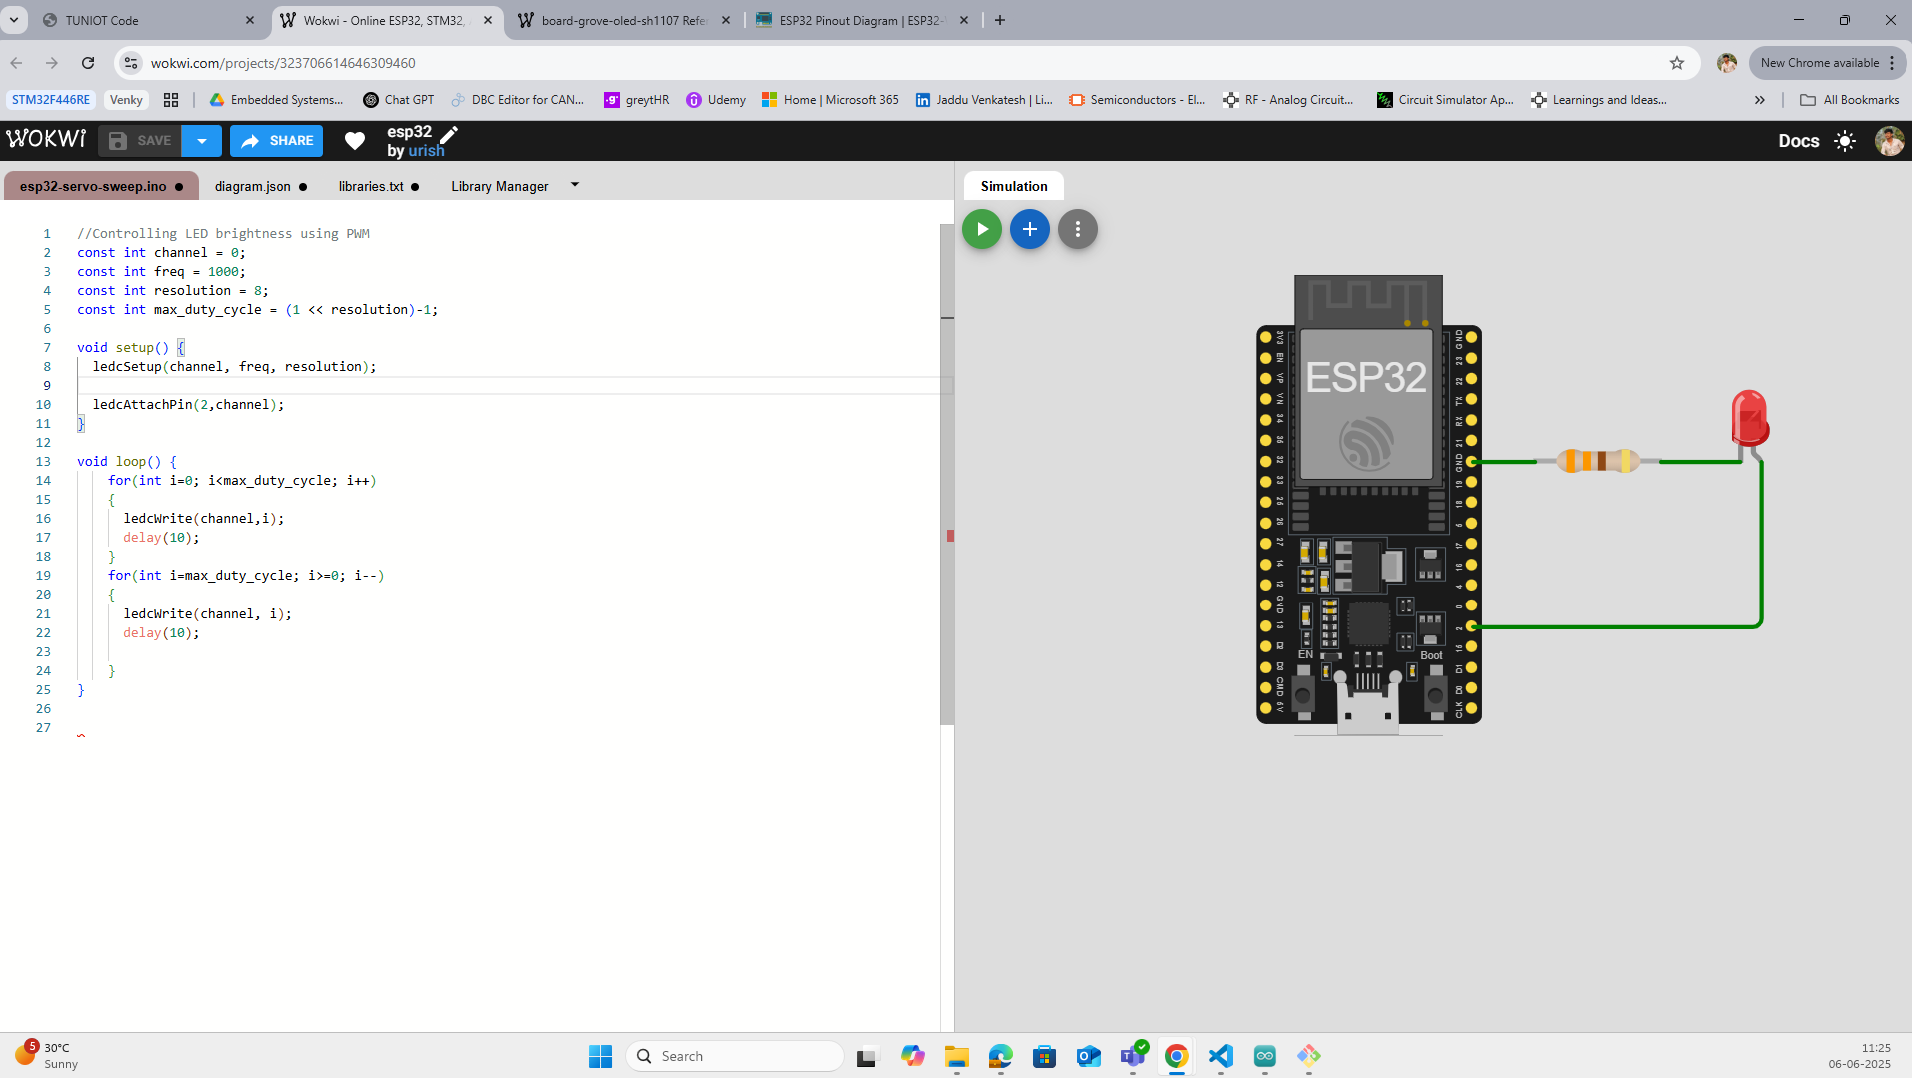 TUNIOT Code
Wokwi - Online ESP32, STM32,
board-grove-oled-sh1107 Refe
ESP32 Pinout Diagram | ESP32-
wokwi.com/projects/323706614646309460
New Chrome available
STM32F446RE
Venky
Embedded Systems...
Chat GPT
DBC Editor for CAN...
greytHR
Udemy
Home | Microsoft 365
Jaddu Venkatesh | Li...
Semiconductors - El...
RF - Analog Circuit...
Circuit Simulator Ap...
Learnings and Ideas...
All Bookmarks
WOKWi
SAVE
SHARE
esp32
by urish
Docs
esp32-servo-sweep.ino
diagram.json
libraries.txt
Library Manager
Simulation
1 //Controlling LED brightness using PWM
2 const int channel = 0;
3 const int freq = 1000;
4 const int resolution = 8;
5 const int max_duty_cycle = (1 << resolution)-1;
6
7 void setup() {
8 ledcSetup(channel, freq, resolution);
9
10 ledcAttachPin(2,channel);
11 }
12
13 void loop() {
14 for(int i=0; i<max_duty_cycle; i++)
15 {
16 ledcWrite(channel,i);
17 delay(10);
18 }
19 for(int i=max_duty_cycle; i>=0; i--)
20 {
21 ledcWrite(channel, i);
22 delay(10);
23
24 }
25 }
26
27
ESP32
3V3
EN
VP
VN
34
35
32
33
25
26
27
14
12
GND
13
D2
D3
CMD
5V
GND
23
22
TX
RX
21
GND
19
18
5
17
16
4
0
2
15
D1
D0
CLK
EN
Boot
5
30°C
Sunny
Search
11:25
06-06-2025